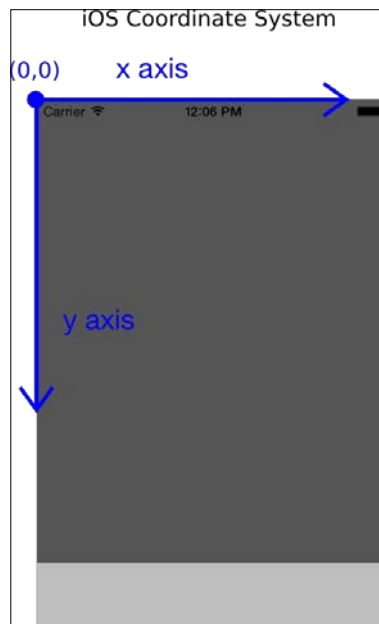 iOS Coordinate System
(0,0) x axis
Carrier 12:06 PM
y axis